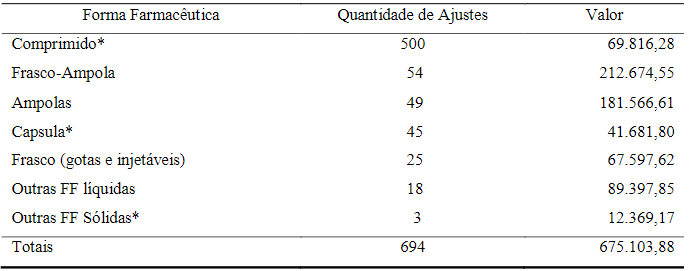 Forma Farmacêutica Quantidade de Ajustes Valor
Comprimido* 500 69.816,28
Frasco-Ampola 54 212.674,55
Ampolas 49 181.566,61
Capsula* 45 41.681,80
Frasco (gotas e injetáveis) 25 67.597,62
Outras FF líquidas 18 89.397,85
Outras FF Sólidas* 3 12.369,17
Totais 694 675.103,88